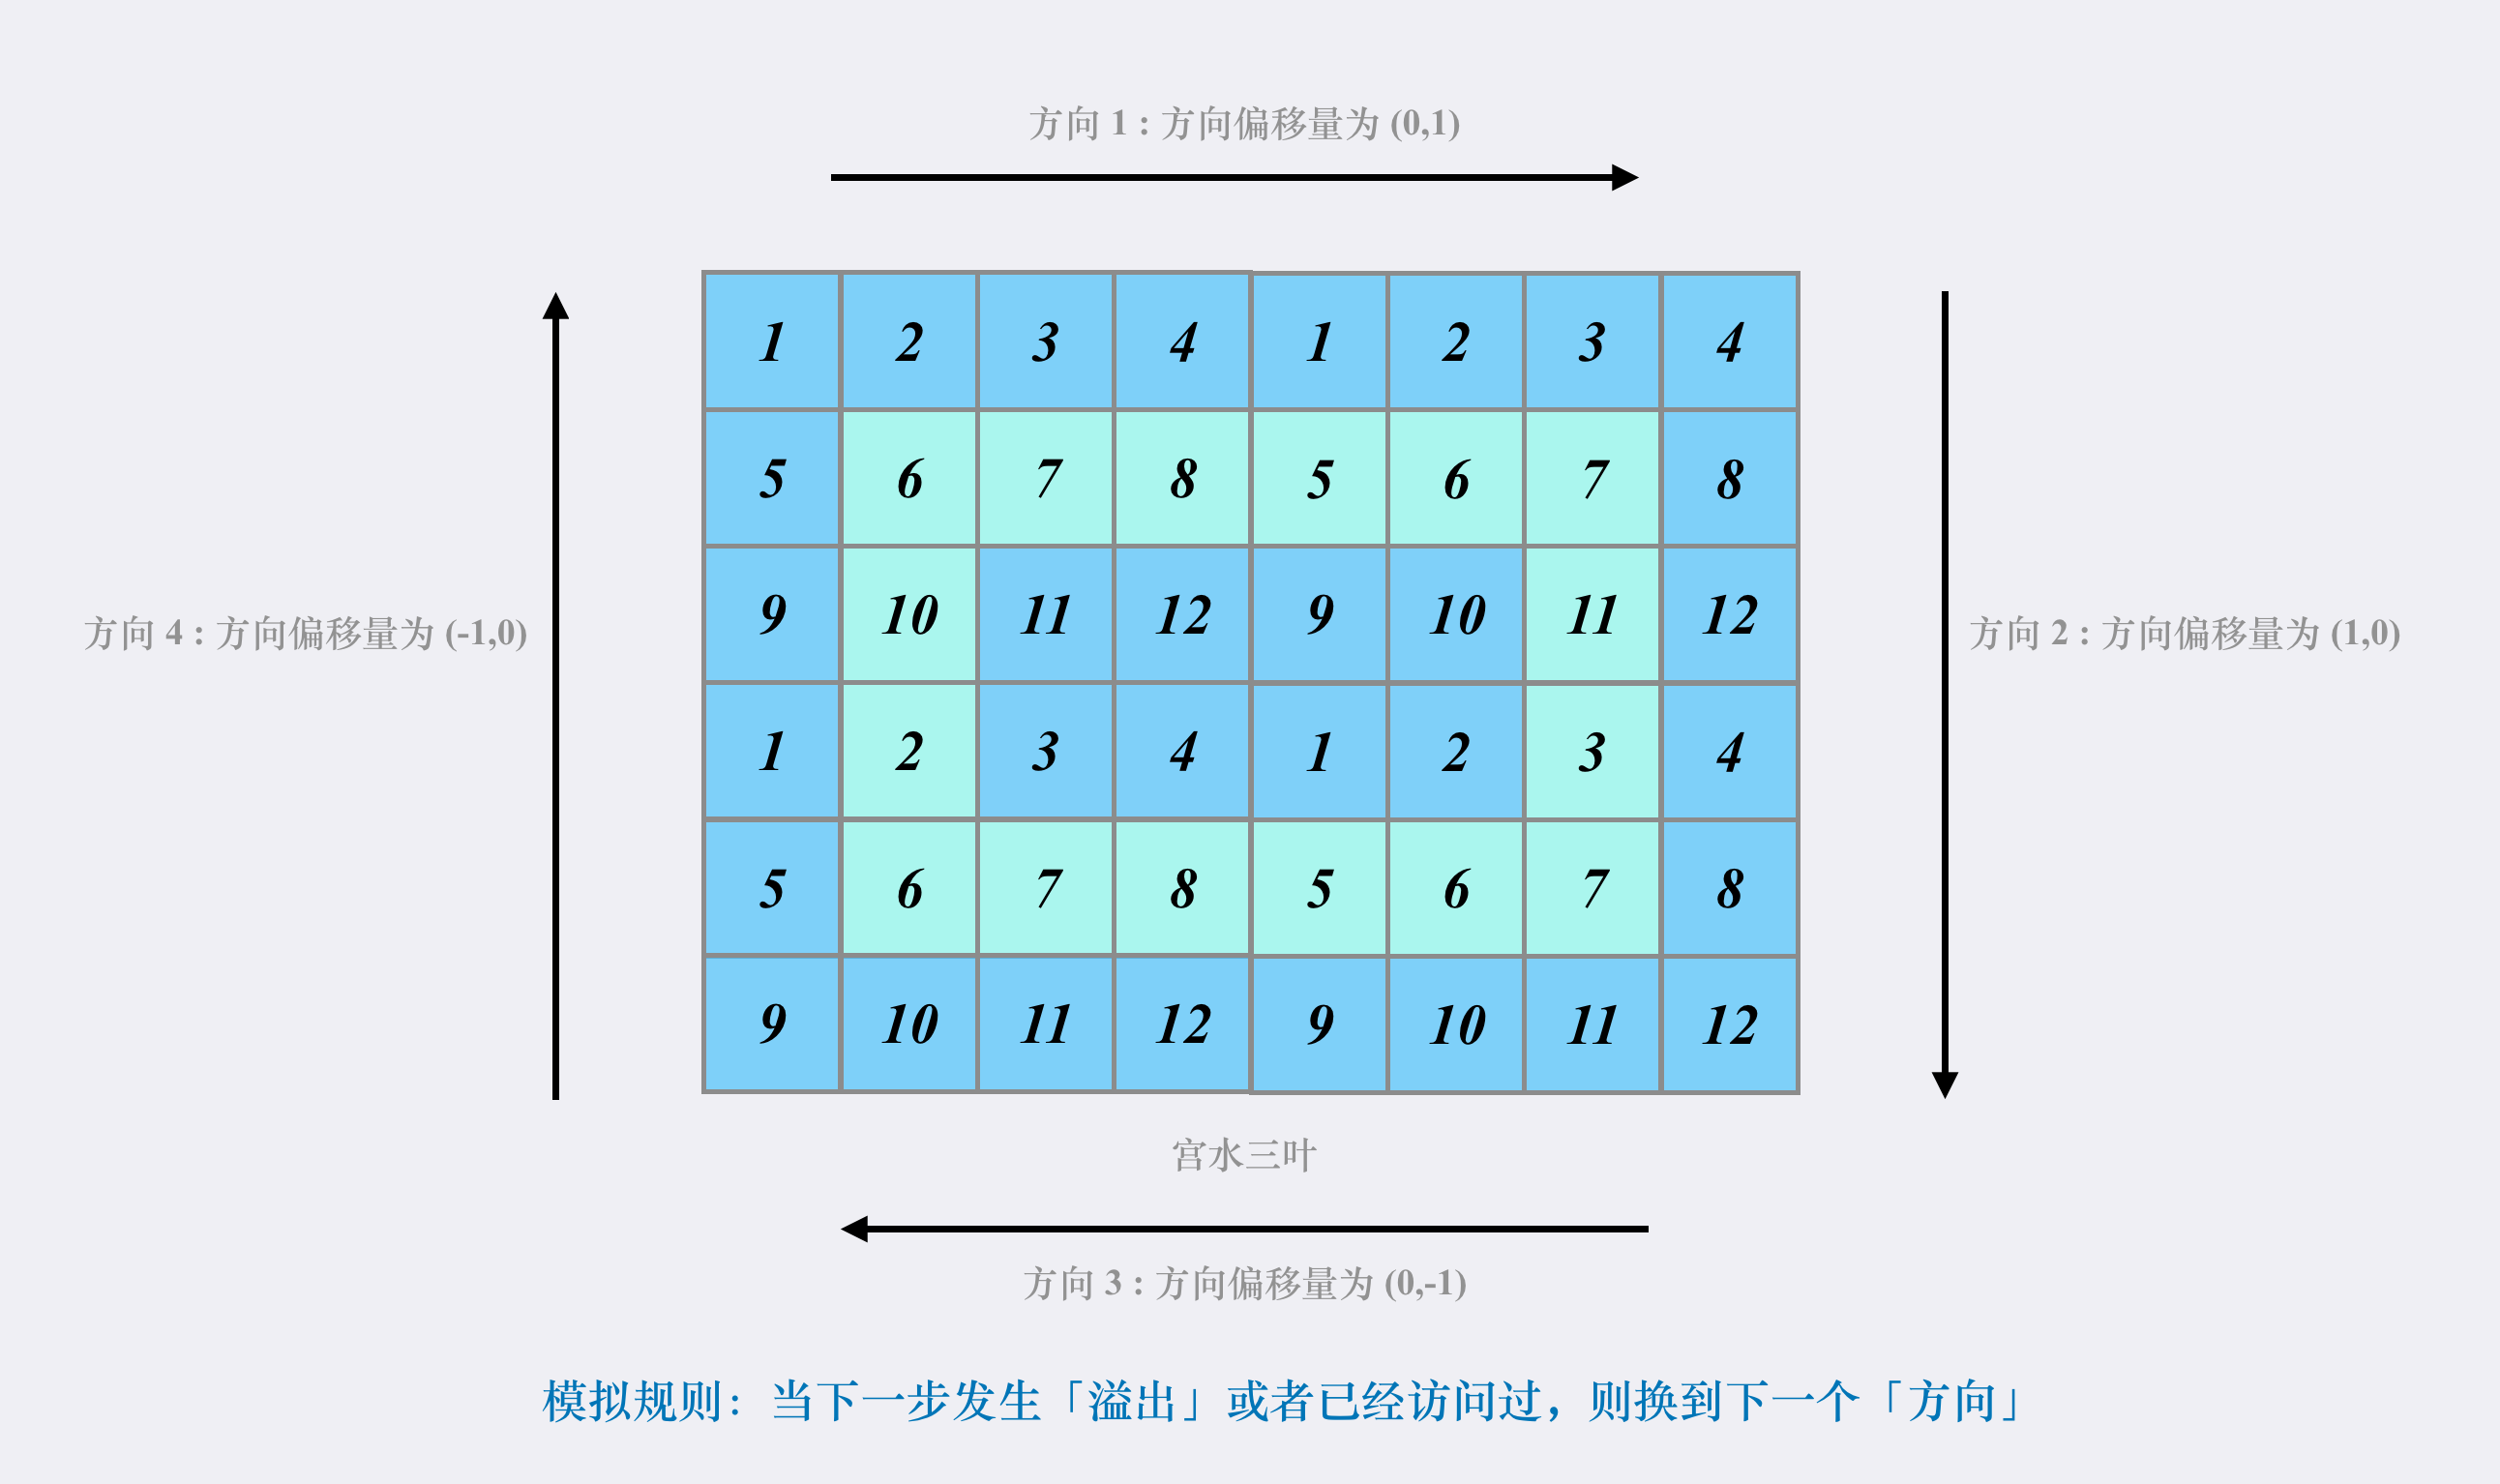 方向 1 : 方向偏移量为 (0,1)
1 2 3 4 1 2 3 4
5 6 7 8 5 6 7 8
9 10 11 12 9 10 11 12
方向 4 : 方向偏移量为 (-1,0)
方向 2 : 方向偏移量为 (1,0)
1 2 3 4 1 2 3 4
5 6 7 8 5 6 7 8
9 10 11 12 9 10 11 12
宫水三叶
方向 3 : 方向偏移量为 (0,-1)
模拟规则：当下一步发生「溢出」或者已经访问过，则换到下一个「方向」